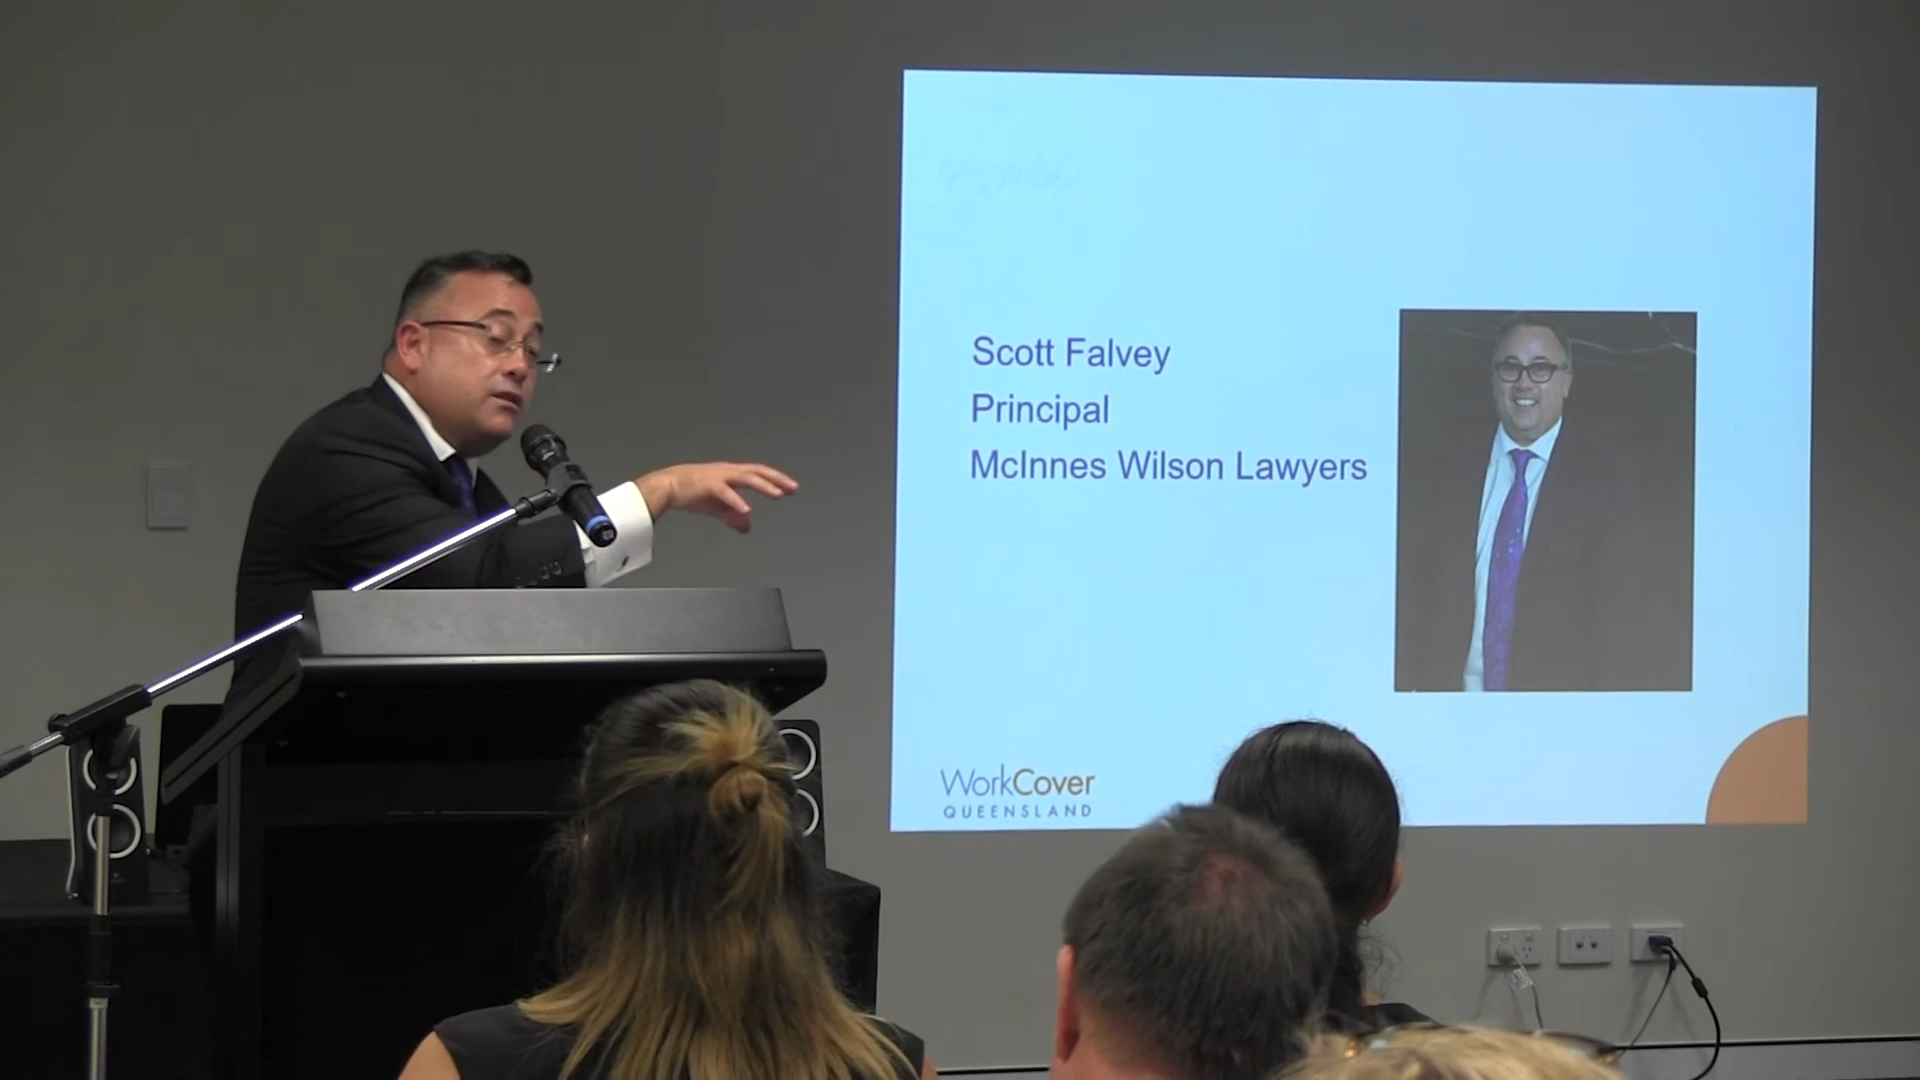 Scott Falvey
Principal
McInnes Wilson Lawyers
WorkCover
QUEENSLAND